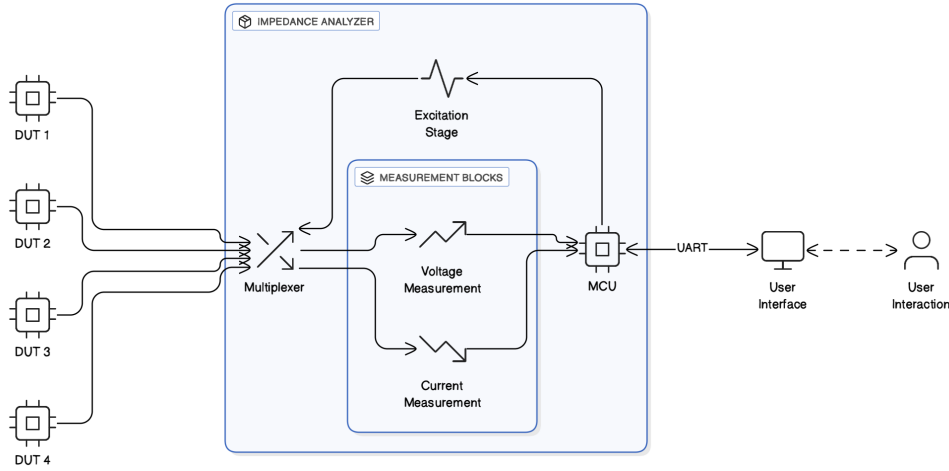 IMPEDANCE ANALYZER
DUT 1
Excitation
Stage
MEASUREMENT BLOCKS
DUT 2
Multiplexer
Voltage
Measurement
MCU
UART
User
Interface
User
Interaction
DUT 3
Current
Measurement
DUT 4